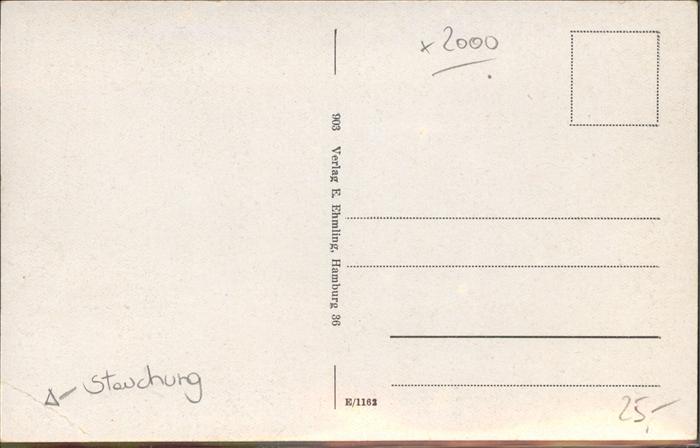 x 2000
903 Verlag E. Ehmling, Hamburg 36
Stauchung
E/1162
25,-